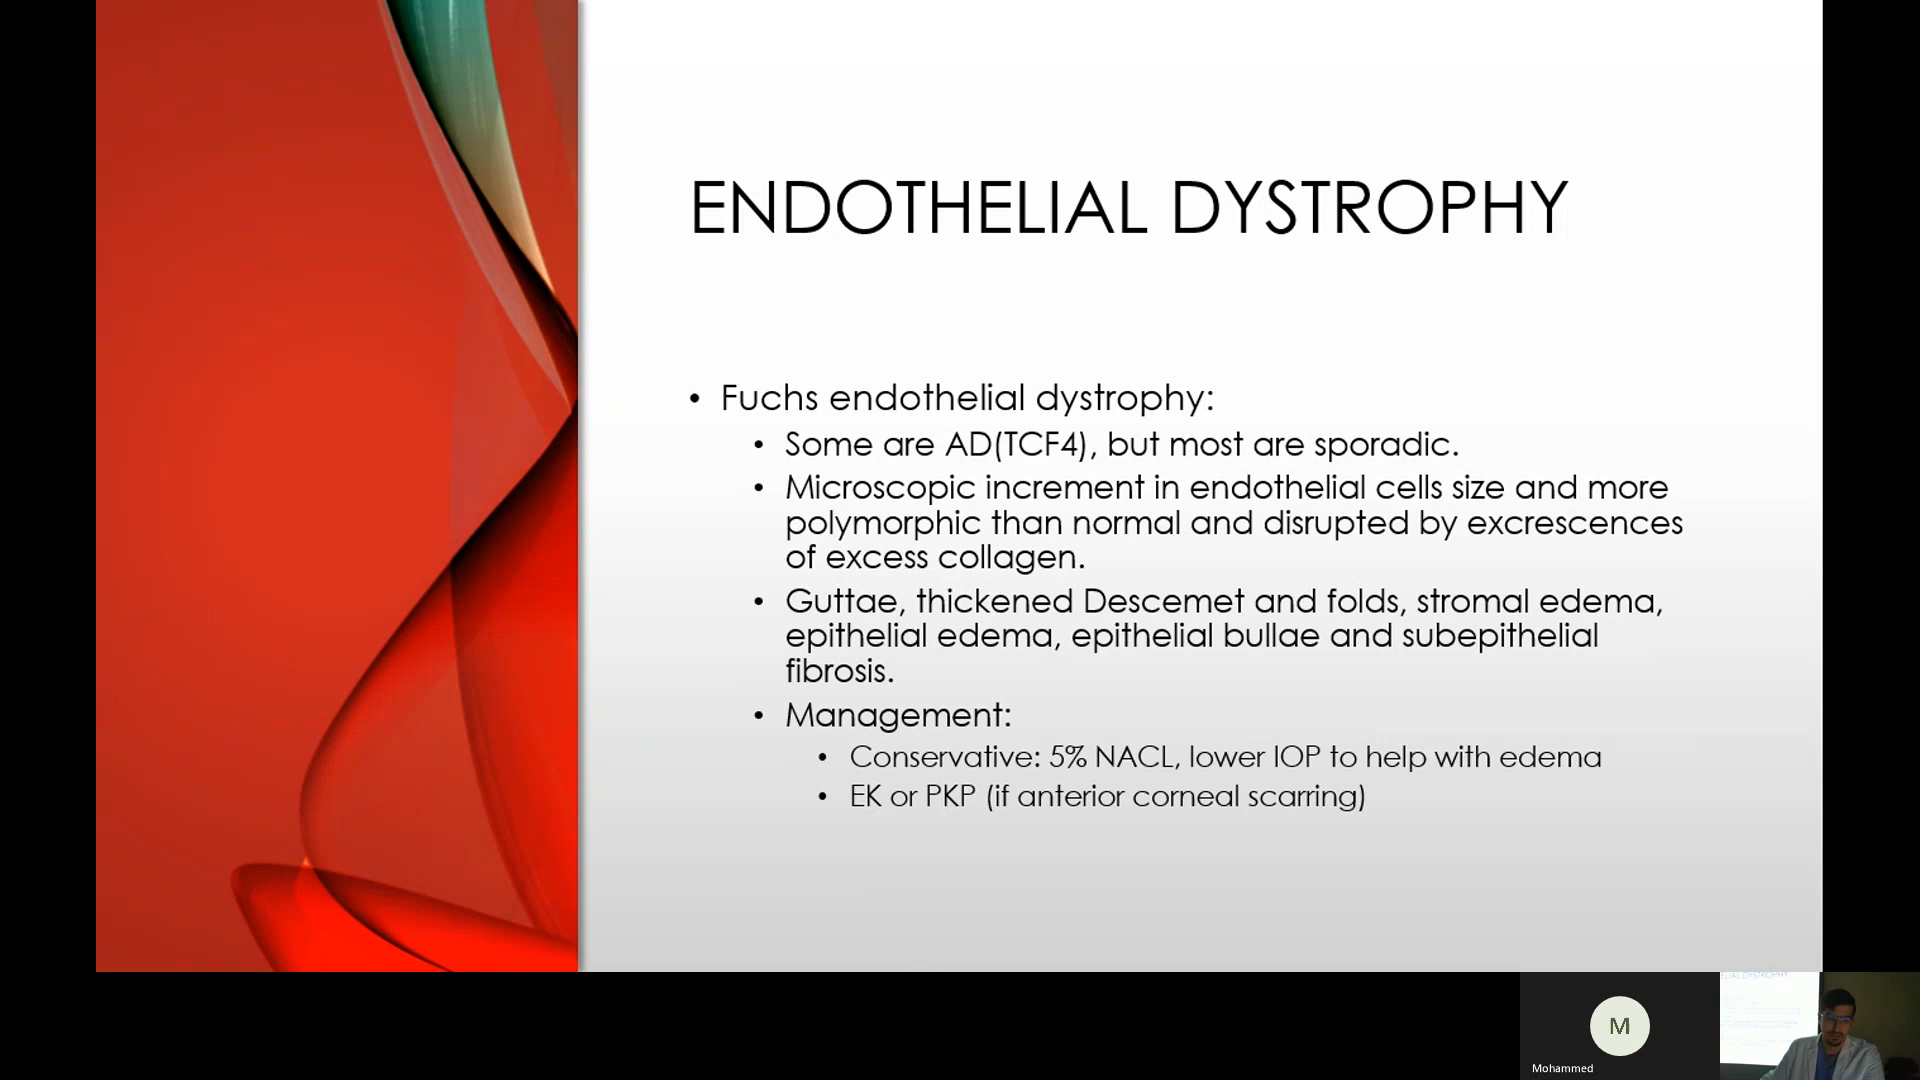 ENDOTHELIAL DYSTROPHY
• Fuchs endothelial dystrophy:
• Some are AD(TCF4), but most are sporadic.
• Microscopic increment in endothelial cells size and more
polymorphic than normal and disrupted by excrescences
of excess collagen.
• Guttae, thickened Descemet and folds, stromal edema,
epithelial edema, epithelial bullae and subepithelial
fibrosis.
• Management:
• Conservative: 5% NACL, lower IOP to help with edema
• EK or PKP (if anterior corneal scarring)
M
Mohammed